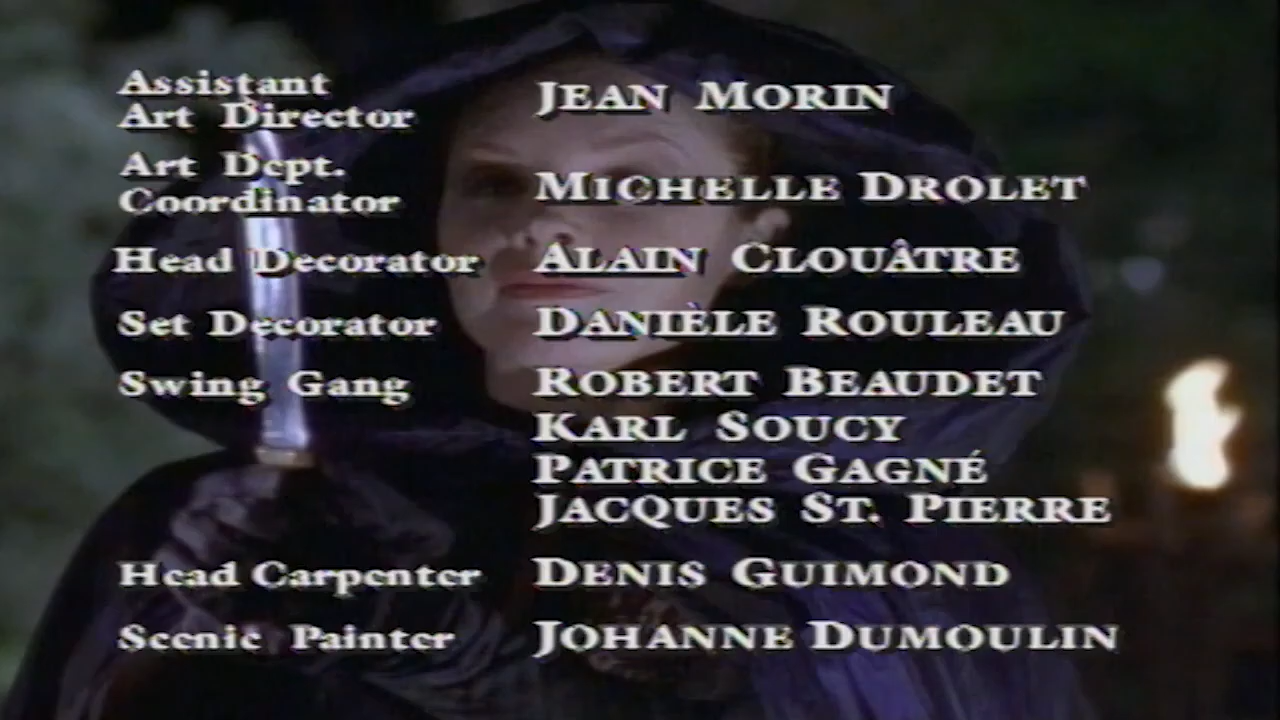 Assistant
Art Director JEAN MORIN
Art Dept.
Coordinator MICHELLE DROLET
Head Decorator ALAIN CLOUÂTRE
Set Decorator DANIÈLE ROULEAU
Swing Gang ROBERT BEAUDET
KARL SOUCY
PATRICE GAGNÉ
JACQUES ST. PIERRE
Head Carpenter DENIS GUIMOND
Scenic Painter JOHANNE DUMOULIN